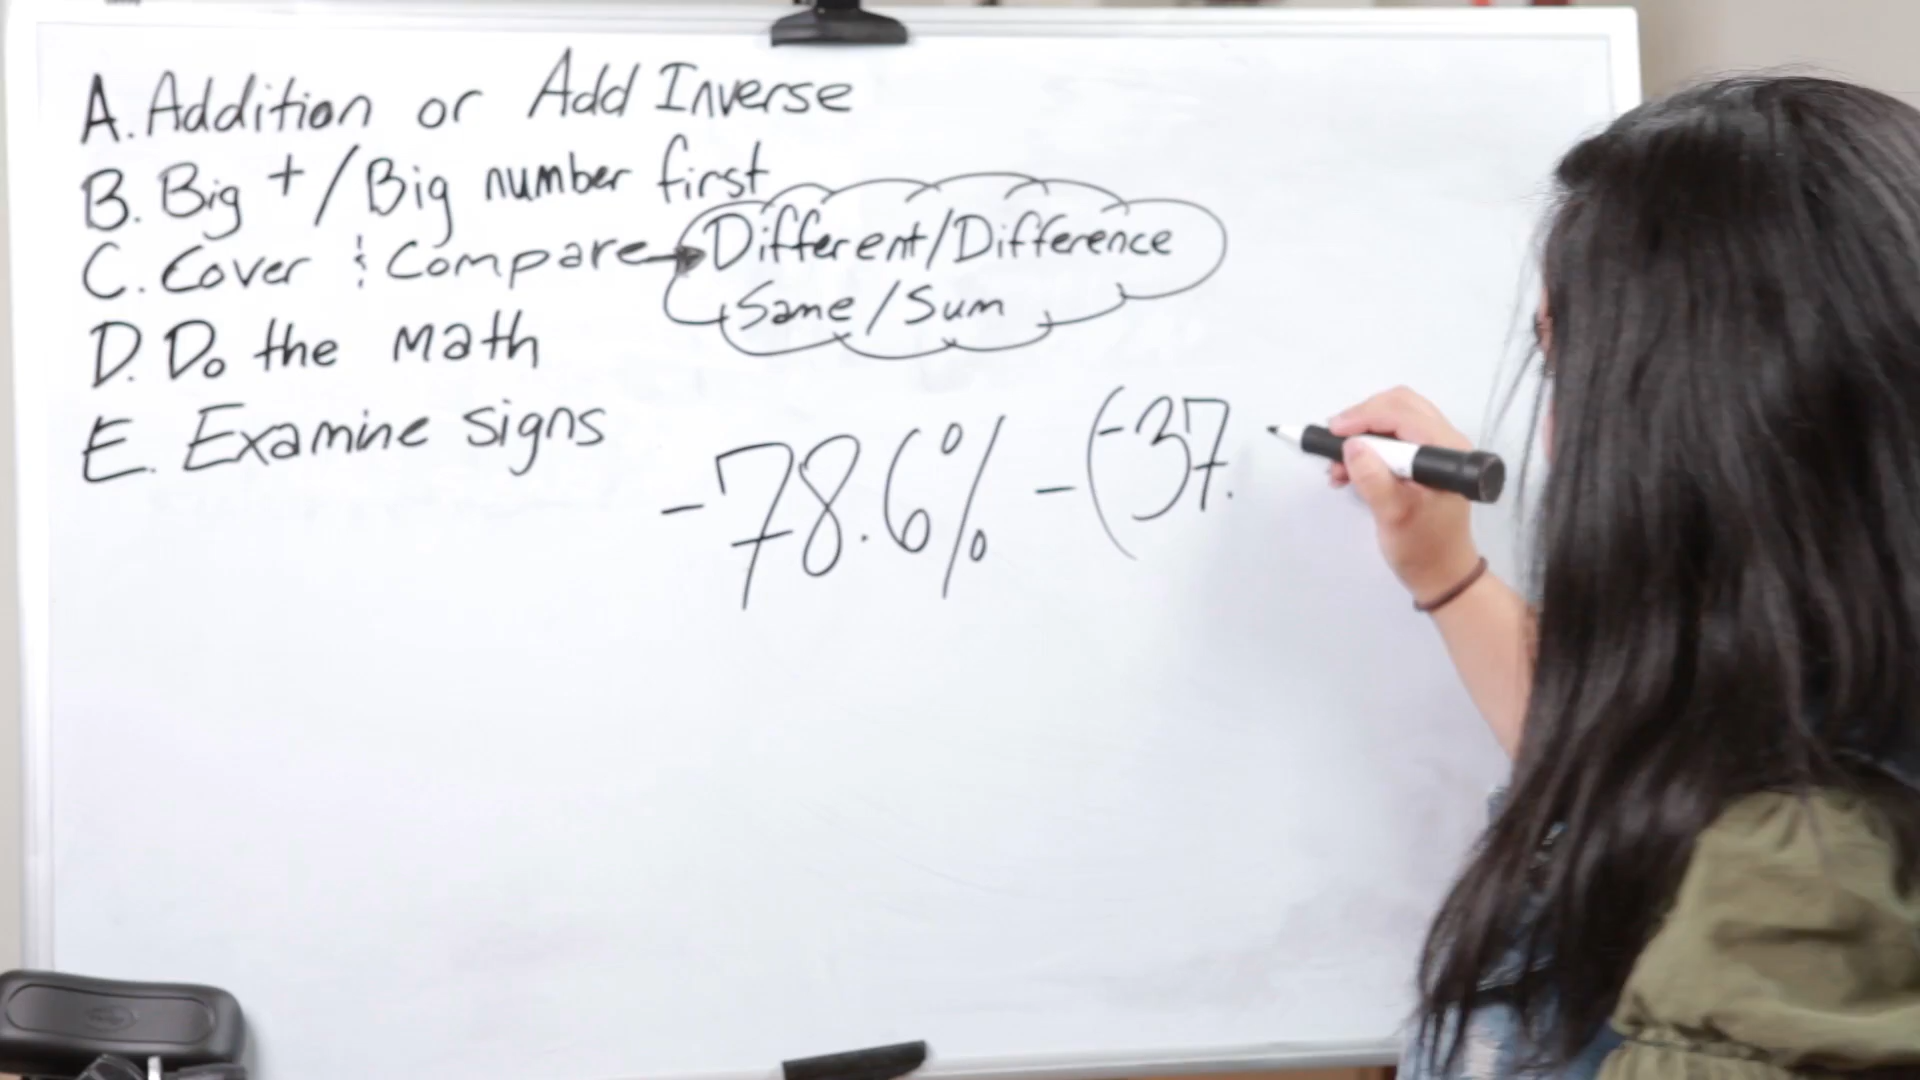 A. Addition or Add Inverse
B. Big + / Big number first
C. Cover & Compare → Different/Difference
Same/Sum
D. Do the math
E. Examine signs
-78.6% - (-37.